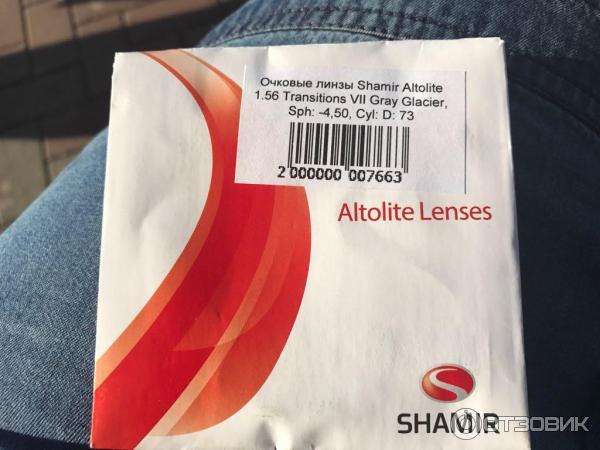 Очковые линзы Shamir Altolite
1.56 Transitions VII Gray Glacier,
Sph: -4,50, Cyl: D: 73
2 000000 007663
Altolite Lenses
SHAMIR
ОТЗОВИК